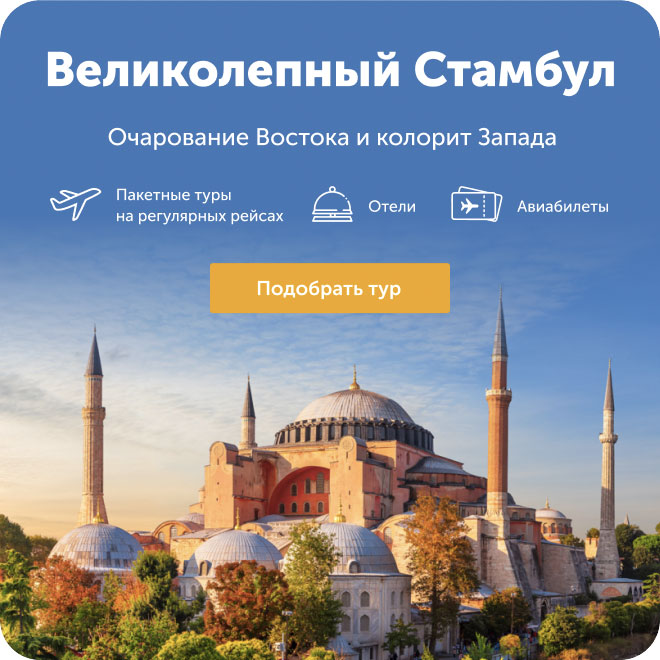 Великолепный Стамбул
Очарование Востока и колорит Запада
Пакетные туры
на регулярных рейсах
Отели
Авиабилеты
Подобрать тур